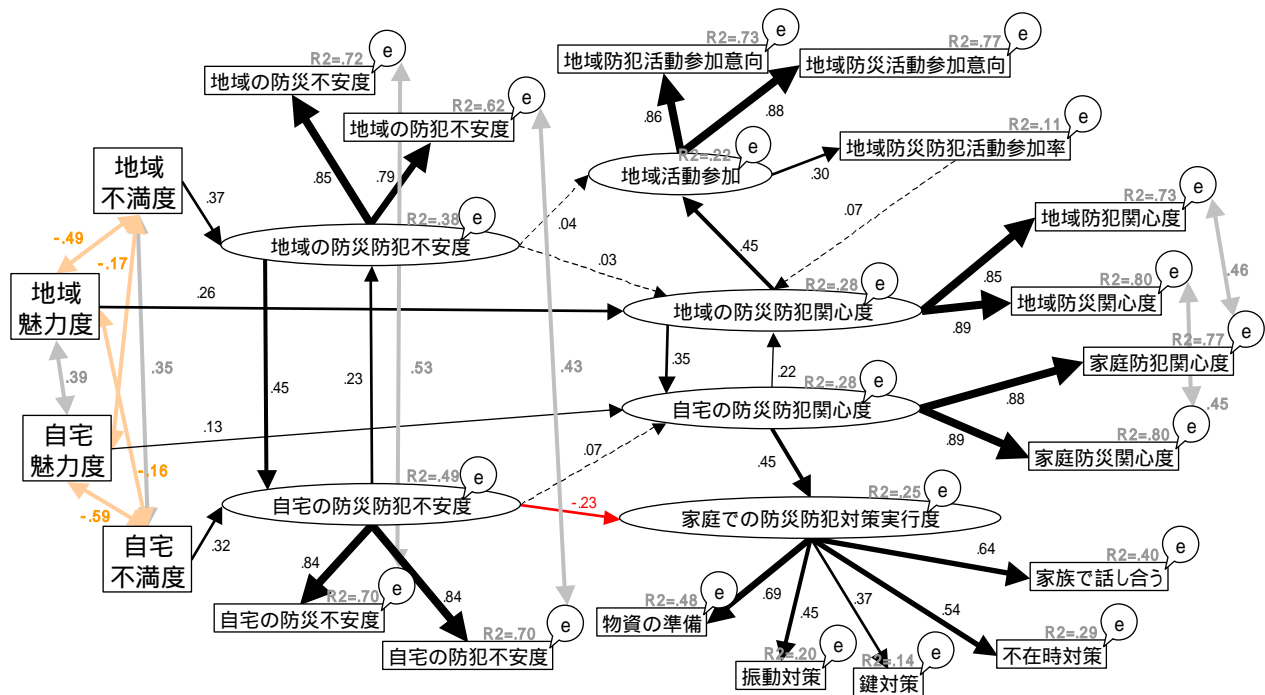 R2=.72
e
地域の防災不安度
R2=.62
e
地域の防犯不安度
R2=.73
e
地域防犯活動参加意向
R2=.77
e
地域防災活動参加意向
.86
.88
R2=.11
e
地域防災防犯活動参加率
R2=.22
e
地域活動参加
.30
地域
不満度
.37
.85
.79
R2=.38
e
地域の防災防犯不安度
.04
.03
.07
.45
R2=.73
e
地域防犯関心度
-.49
-.17
地域
魅力度
.26
R2=.28
e
地域の防災防犯関心度
.85
.89
R2=.80
e
地域防災関心度
.46
.39
.35
.45
.23
.53
.43
.35
.22
R2=.77
e
家庭防犯関心度
R2=.28
e
自宅の防災防犯関心度
.88
.89
.45
R2=.80
e
家庭防災関心度
自宅
魅力度
.13
-.16
-.59
.07
.45
R2=.49
e
自宅の防災防犯不安度
-.23
R2=.25
e
家庭での防災防犯対策実行度
自宅
不満度
.32
.84
.84
R2=.70
e
自宅の防災不安度
R2=.70
e
自宅の防犯不安度
.69
.45
.37
.54
.64
R2=.40
e
家族で話し合う
R2=.48
e
物資の準備
R2=.29
e
不在時対策
R2=.20
e
振動対策
R2=.14
e
鍵対策